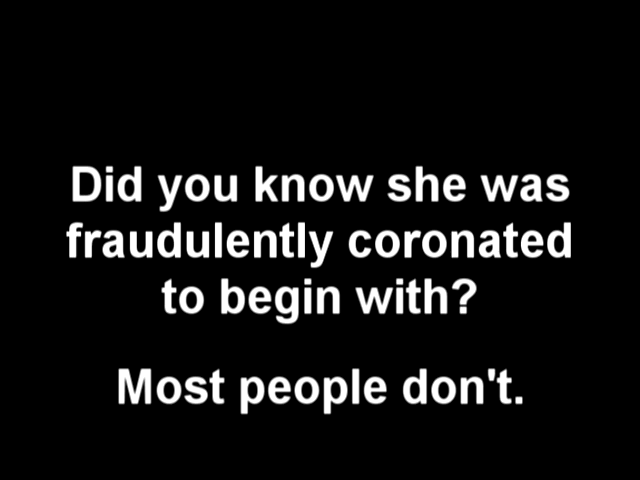 Did you know she was
fraudulently coronated
to begin with?
Most people don't.